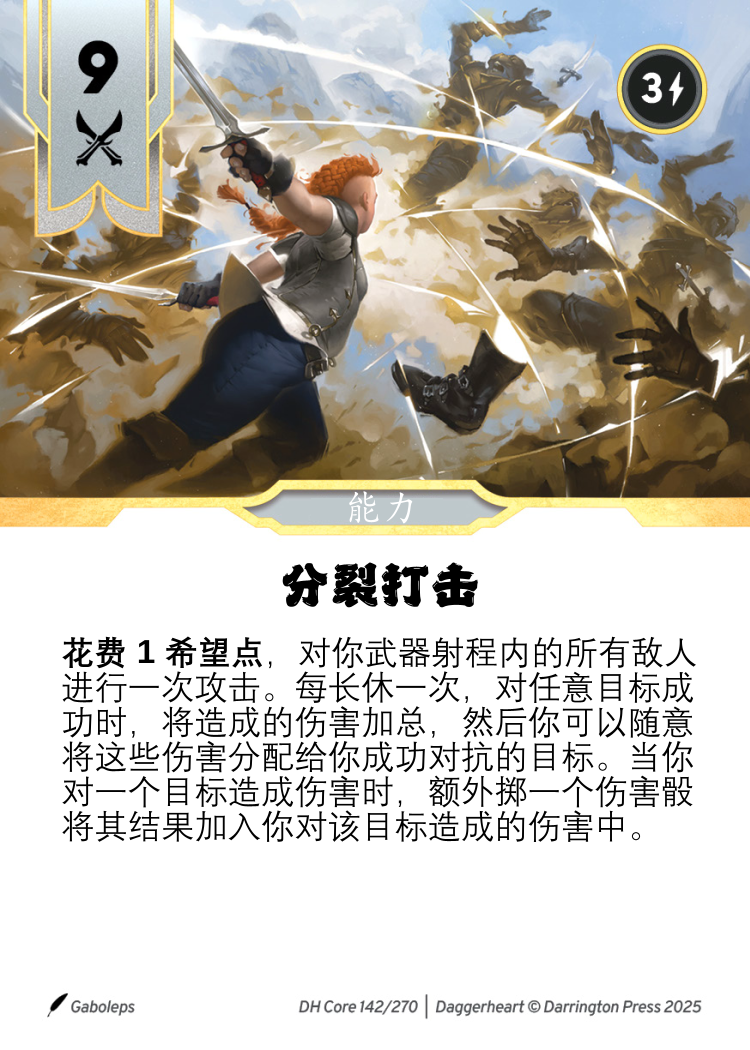 9
3
能力
分裂打击
花费 1 希望点，对你武器射程内的所有敌人
进行一次攻击。每长休一次，对任意目标成
功时，将造成的伤害加总，然后你可以随意
将这些伤害分配给你成功对抗的目标。当你
对一个目标造成伤害时，额外掷一个伤害骰
将其结果加入你对该目标造成的伤害中。
Gaboleps
DH Core 142/270 | Daggerheart © Darrington Press 2025